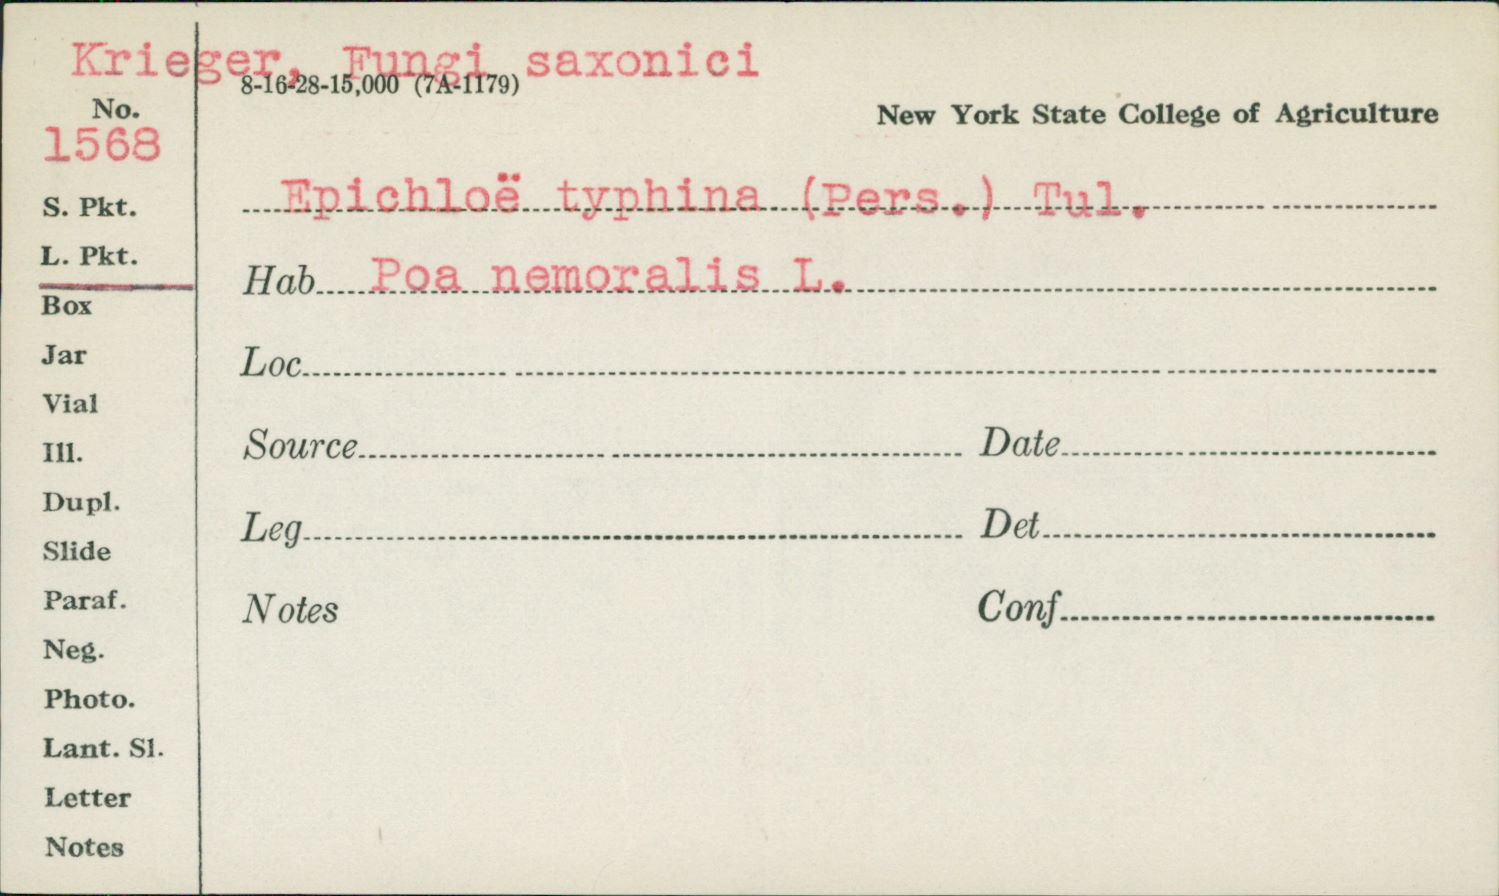 Krieger, Fungi saxonici
8-16-28-15,000 (7A-1179)
No.
1568
New York State College of Agriculture
Epichloë typhina (Pers.) Tul.
Hab. Poa nemoralis L.
Loc.
Source
Date
Leg.
Det.
Notes
Conf.
S. Pkt.
L. Pkt.
Box
Jar
Vial
Ill.
Dupl.
Slide
Paraf.
Neg.
Photo.
Lant. Sl.
Letter
Notes